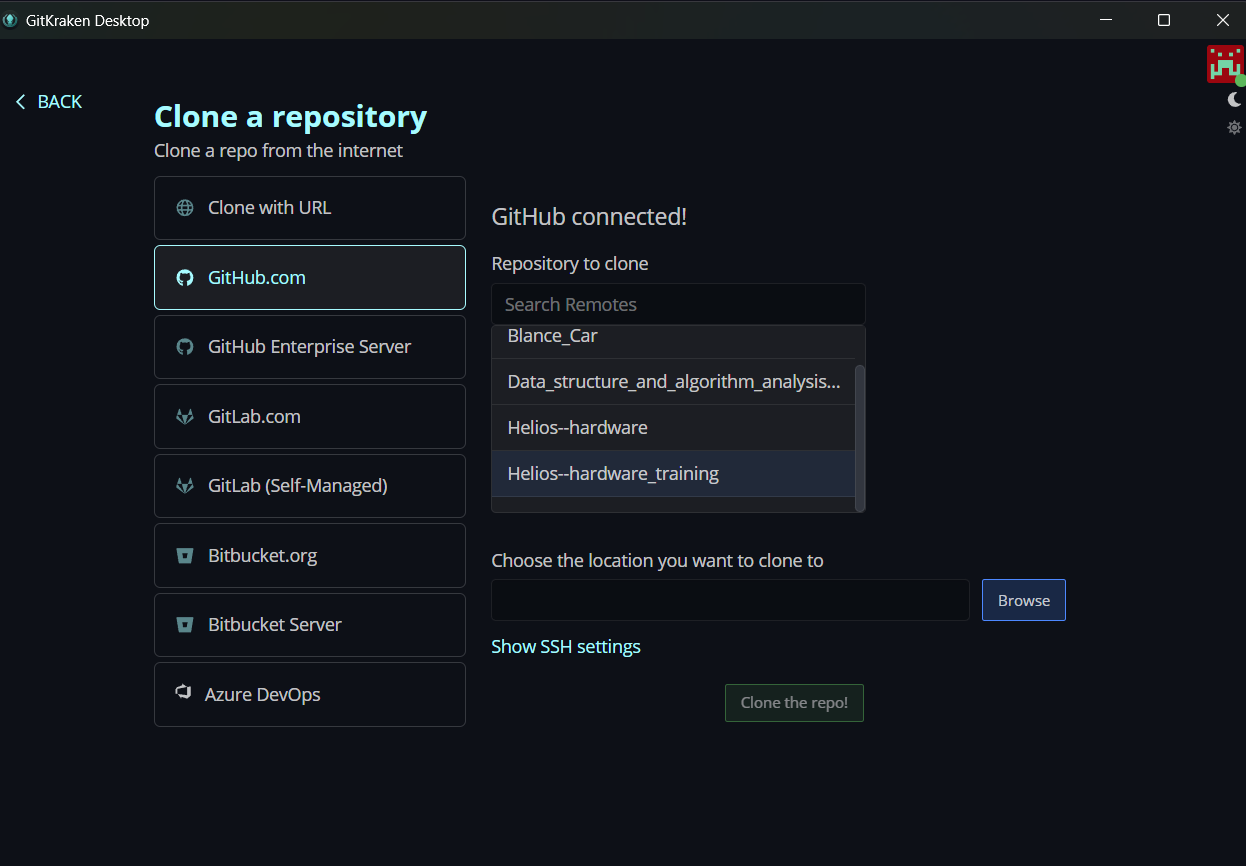 GitKraken Desktop
BACK
Clone a repository
Clone a repo from the internet
Clone with URL
GitHub.com
GitHub Enterprise Server
GitLab.com
GitLab (Self-Managed)
Bitbucket.org
Bitbucket Server
Azure DevOps
GitHub connected!
Repository to clone
Search Remotes
Blance_Car
Data_structure_and_algorithm_analysis...
Helios--hardware
Helios--hardware_training
Choose the location you want to clone to
Browse
Show SSH settings
Clone the repo!